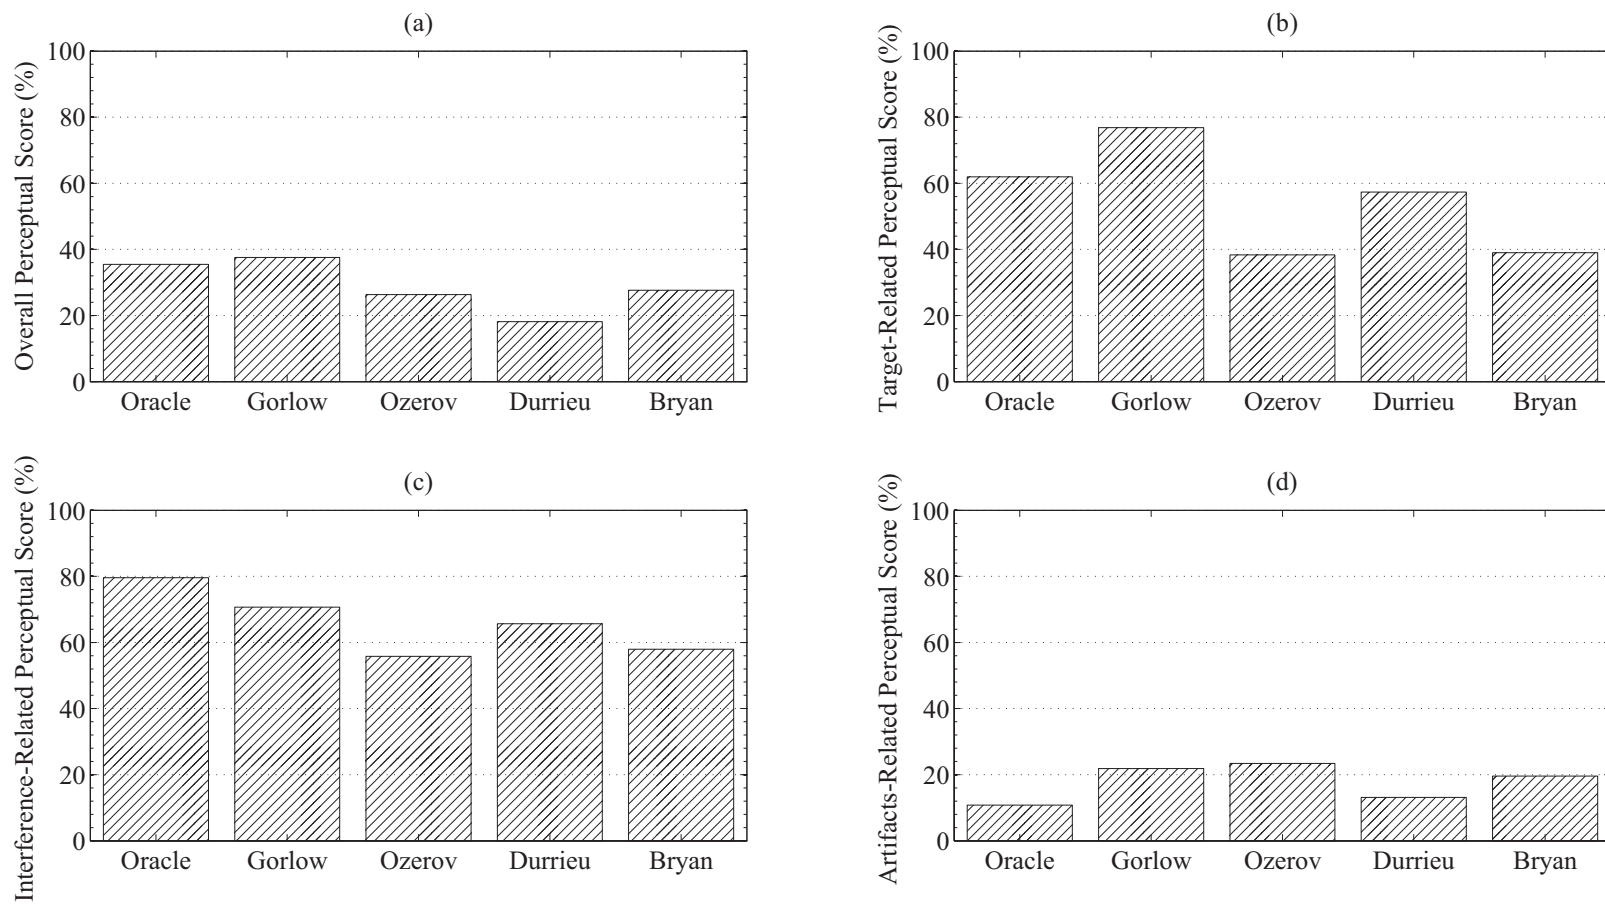 (a)
Overall Perceptual Score (%)
100
80
60
40
20
0
Oracle Gorlow Ozerov Durrieu Bryan
(b)
Target-Related Perceptual Score (%)
100
80
60
40
20
0
Oracle Gorlow Ozerov Durrieu Bryan
(c)
Interference-Related Perceptual Score (%)
100
80
60
40
20
0
Oracle Gorlow Ozerov Durrieu Bryan
(d)
Artifacts-Related Perceptual Score (%)
100
80
60
40
20
0
Oracle Gorlow Ozerov Durrieu Bryan